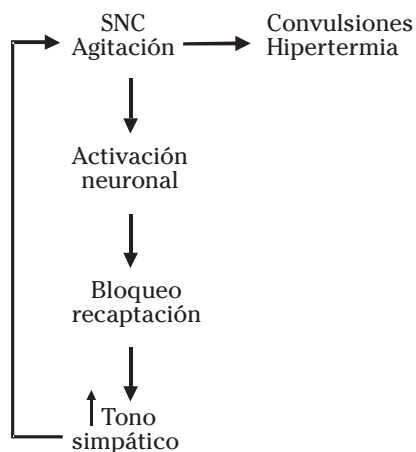 SNC
Agitación
Convulsiones
Hipertermia
Activación
neuronal
Bloqueo
recaptación
Tono
simpático